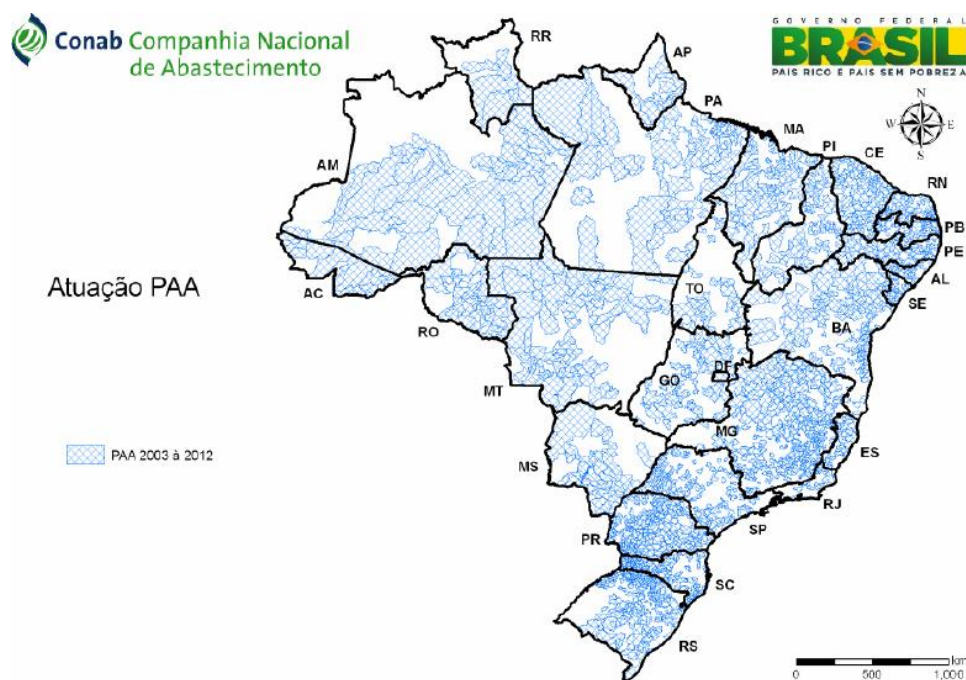 Conab Companhia Nacional
de Abastecimento
GOVERNO FEDERAL
BRASIL
PAÍS RICO É PAÍS SEM POBREZA
N
W E
S
RR
AP
PA
MA
PI
CE
RN
PB
PE
AL
SE
AM
AC
RO
TO
BA
MT
GO
DF
MG
ES
MS
RJ
SP
PR
SC
RS
Atuação PAA
PAA 2003 à 2012
km
0 500 1,000